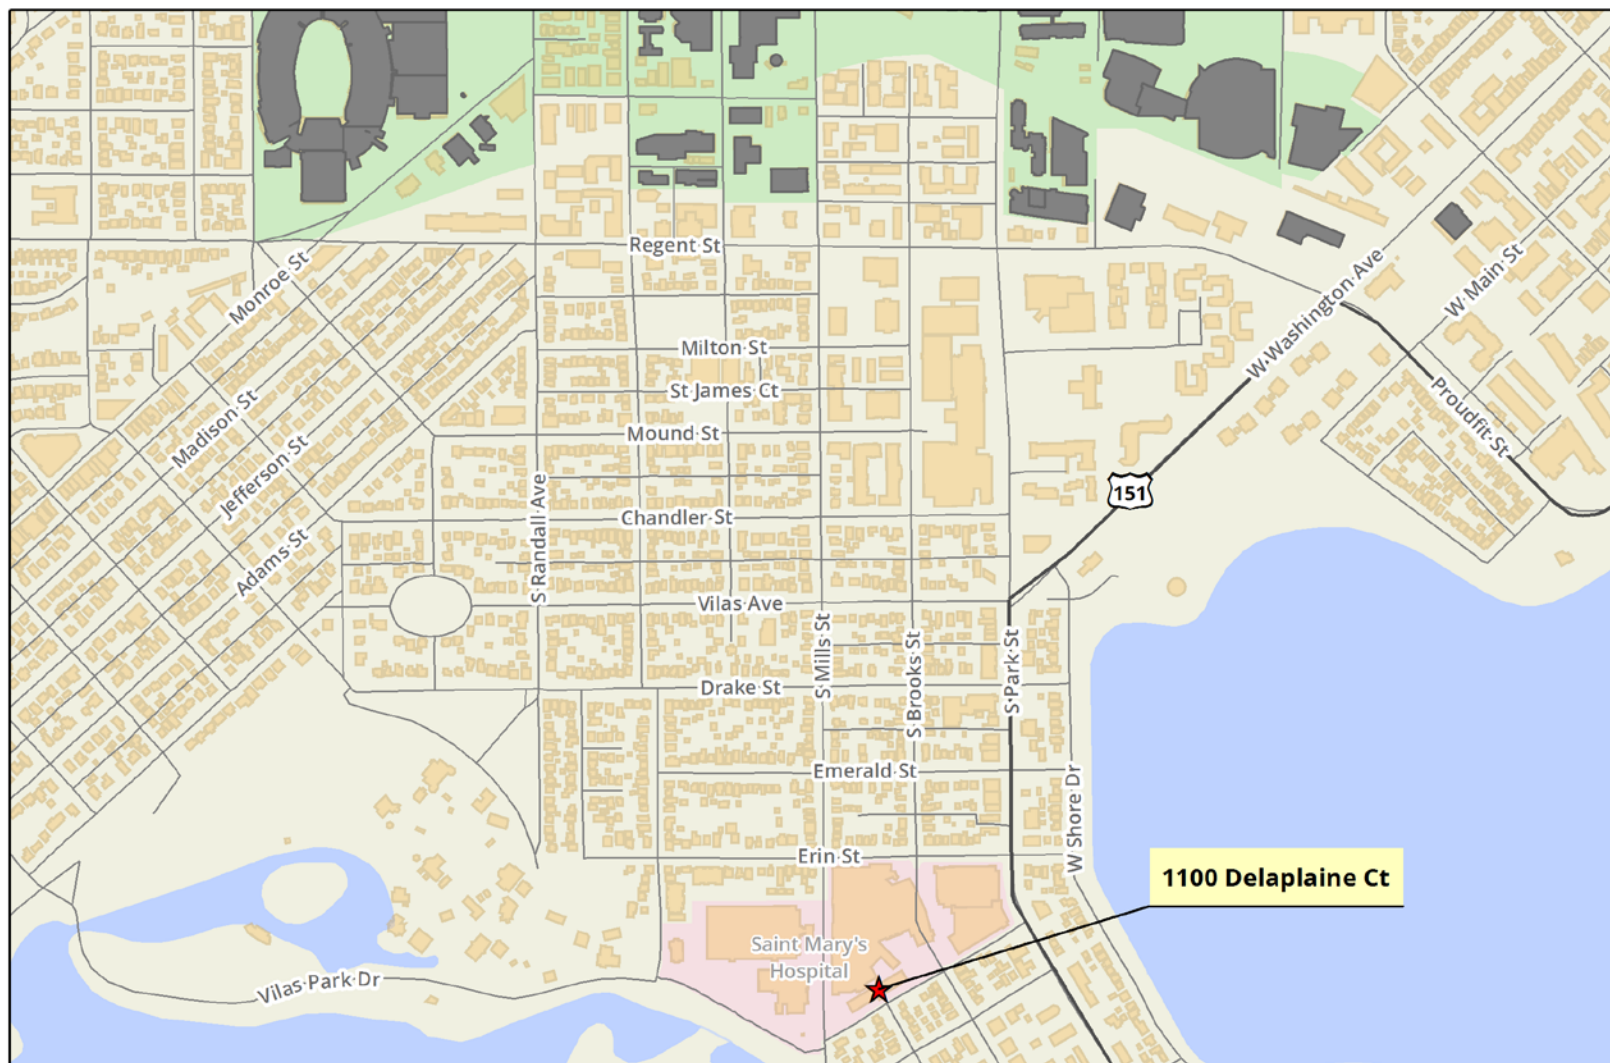 Regent St
Monroe St
W Washington Ave
W Main St
Milton St
St James Ct
Madison St
Mound St
Proudfit St
Jefferson St
151
Chandler St
S Randall Ave
Adams St
Vilas Ave
S Mills St
S Brooks St
S Park St
Drake St
Emerald St
W Shore Dr
Erin St
1100 Delaplaine Ct
Saint Mary's
Hospital
Vilas Park Dr